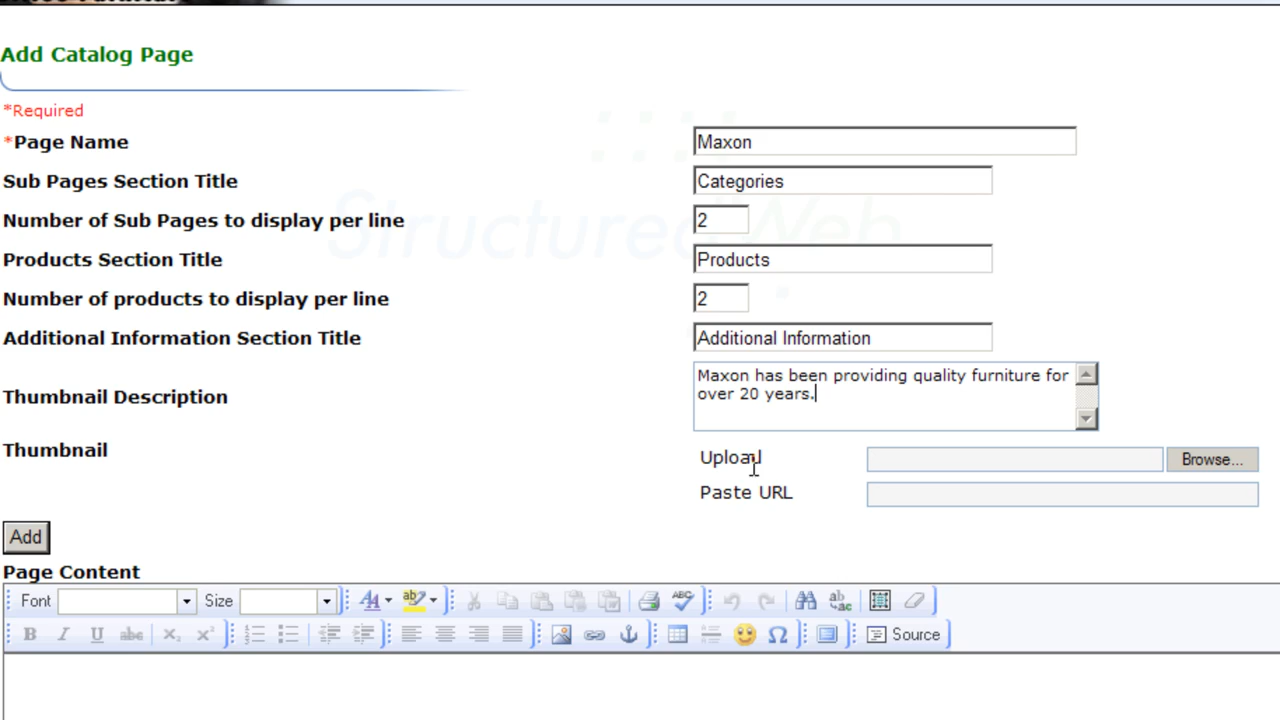 Add Catalog Page
*Required
*Page Name Maxon
Sub Pages Section Title Categories
Number of Sub Pages to display per line 2
Products Section Title Products
Number of products to display per line 2
Additional Information Section Title Additional Information
Thumbnail Description Maxon has been providing quality furniture for
over 20 years.
Thumbnail
Upload Browse...
Paste URL
Add
Page Content
Font Size
Source
StructuredWeb